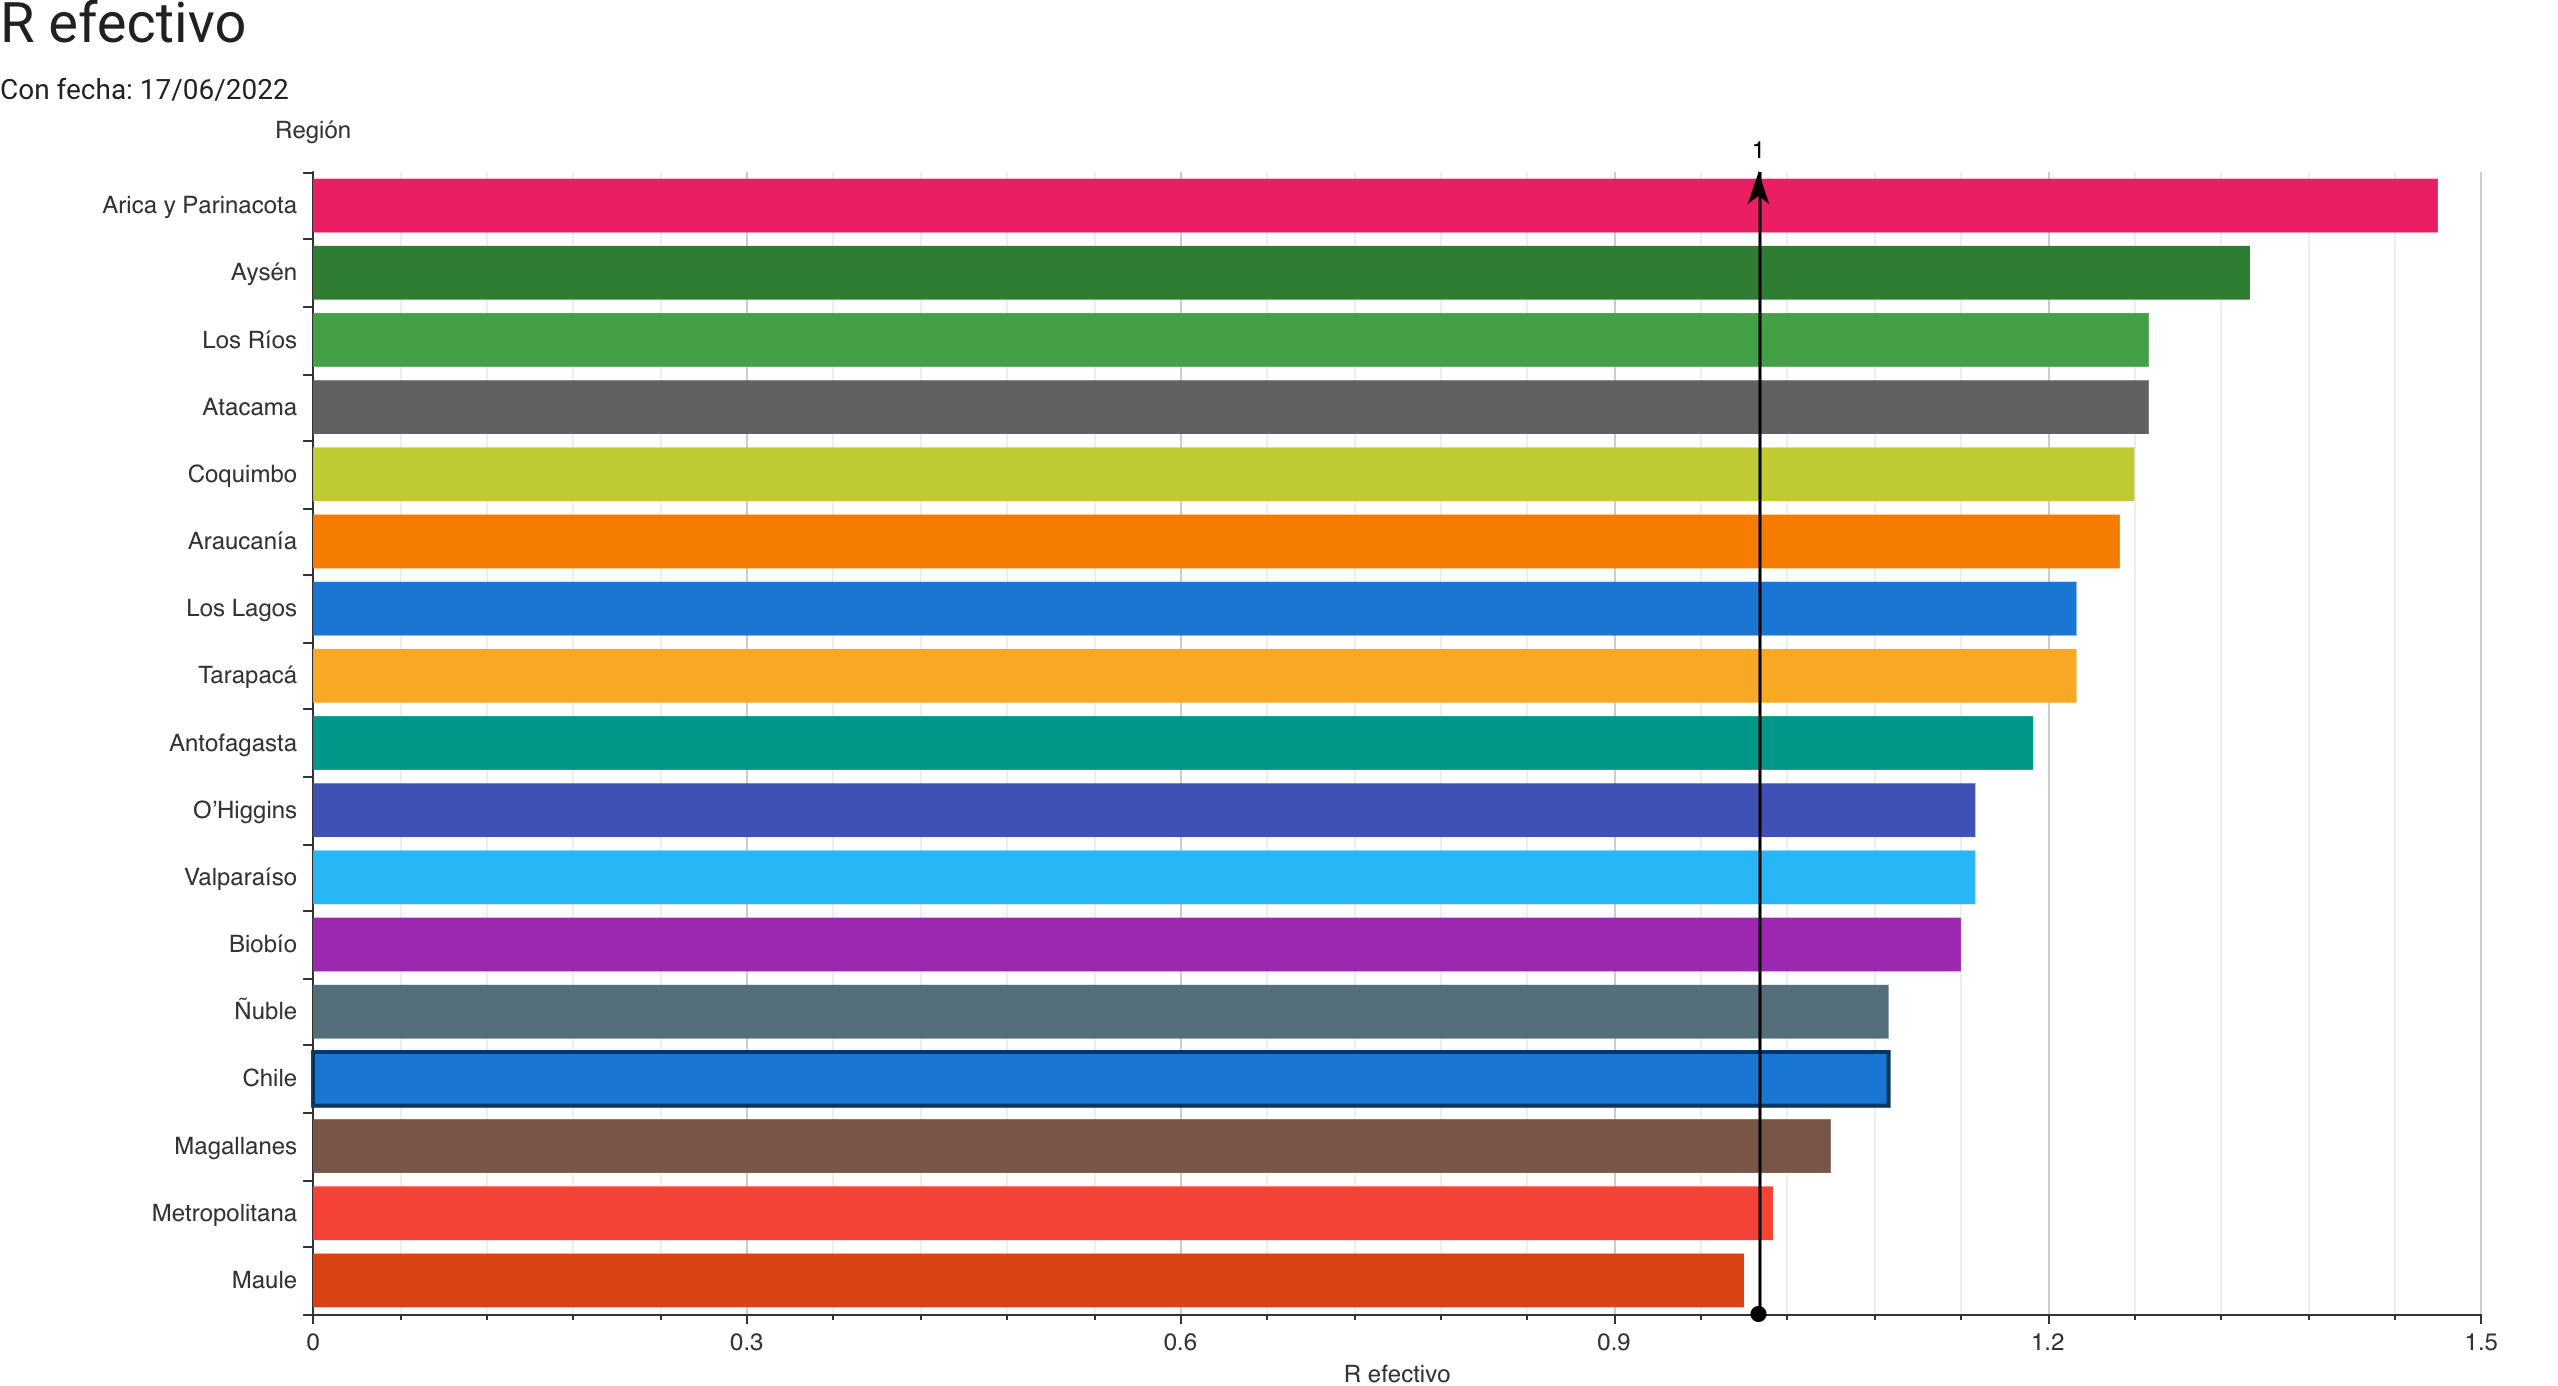 R efectivo
Con fecha: 17/06/2022
Región
1
Arica y Parinacota
Aysén
Los Ríos
Atacama
Coquimbo
Araucanía
Los Lagos
Tarapacá
Antofagasta
O’Higgins
Valparaíso
Biobío
Ñuble
Chile
Magallanes
Metropolitana
Maule
0 0.3 0.6 0.9 1.2 1.5
R efectivo